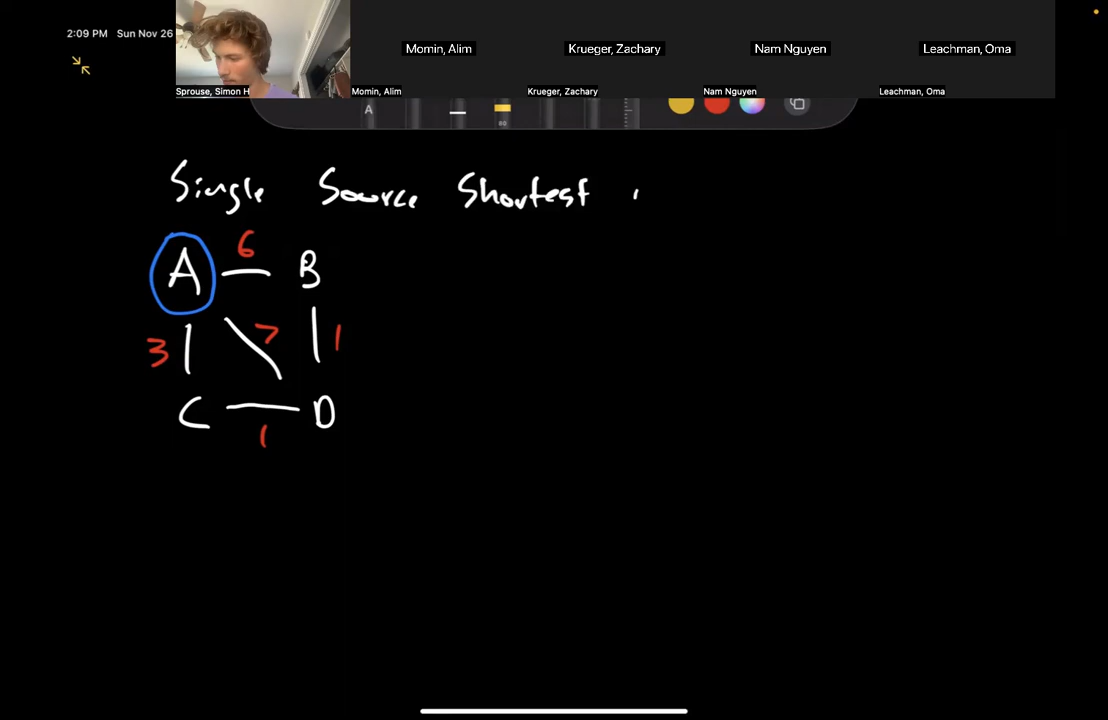 2:09 PM Sun Nov 26
Momin, Alim
Krueger, Zachary
Nam Nguyen
Leachman, Oma
Sprouse, Simon H
Momin, Alim
Krueger, Zachary
Nam Nguyen
Leachman, Oma
A
80
Single Source Shortest
6
A B
3 7 1
C D
1